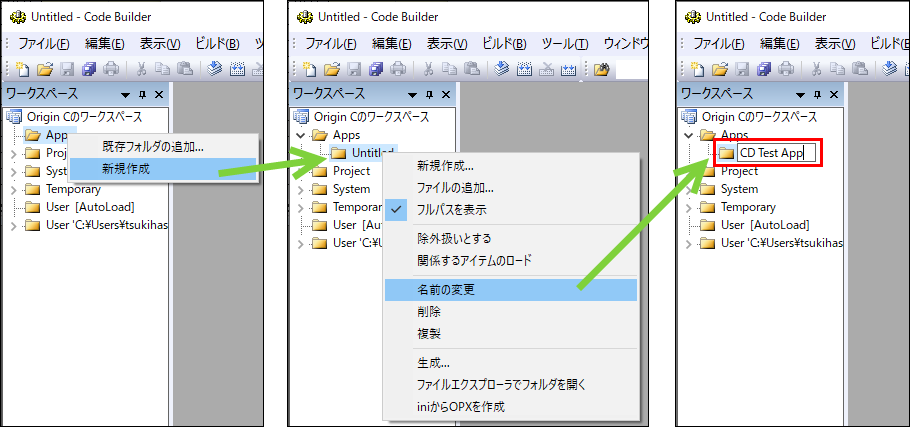 Untitled - Code Builder
ファイル(F) 編集(E) 表示(V) ビルド(B)
ワークスペース
Origin Cのワークスペース
App
既存フォルダの追加...
新規作成
Proj
Syst
Temporary
User [AutoLoad]
User 'C:¥Users¥tsukihas
Untitled - Code Builder
ファイル(F) 編集(E) 表示(V) ビルド(B) ツール(T) ウィンドウ
ワークスペース
Origin Cのワークスペース
Apps
Untitled
Project
System
Temporary
User [AutoLoad]
User 'C:¥U
新規作成...
ファイルの追加...
フルパスを表示
除外扱いとする
関係するアイテムのロード
名前の変更
削除
複製
生成...
ファイルエクスプローラでフォルダを開く
iniからOPXを作成
Untitled - Code Builder
ファイル(F) 編集(E) 表示(V) ビルド(B)
ワークスペース
Origin Cのワークスペース
Apps
CD Test App
Project
System
Temporary
User [AutoLoad]
User 'C:¥Users¥tsukihas